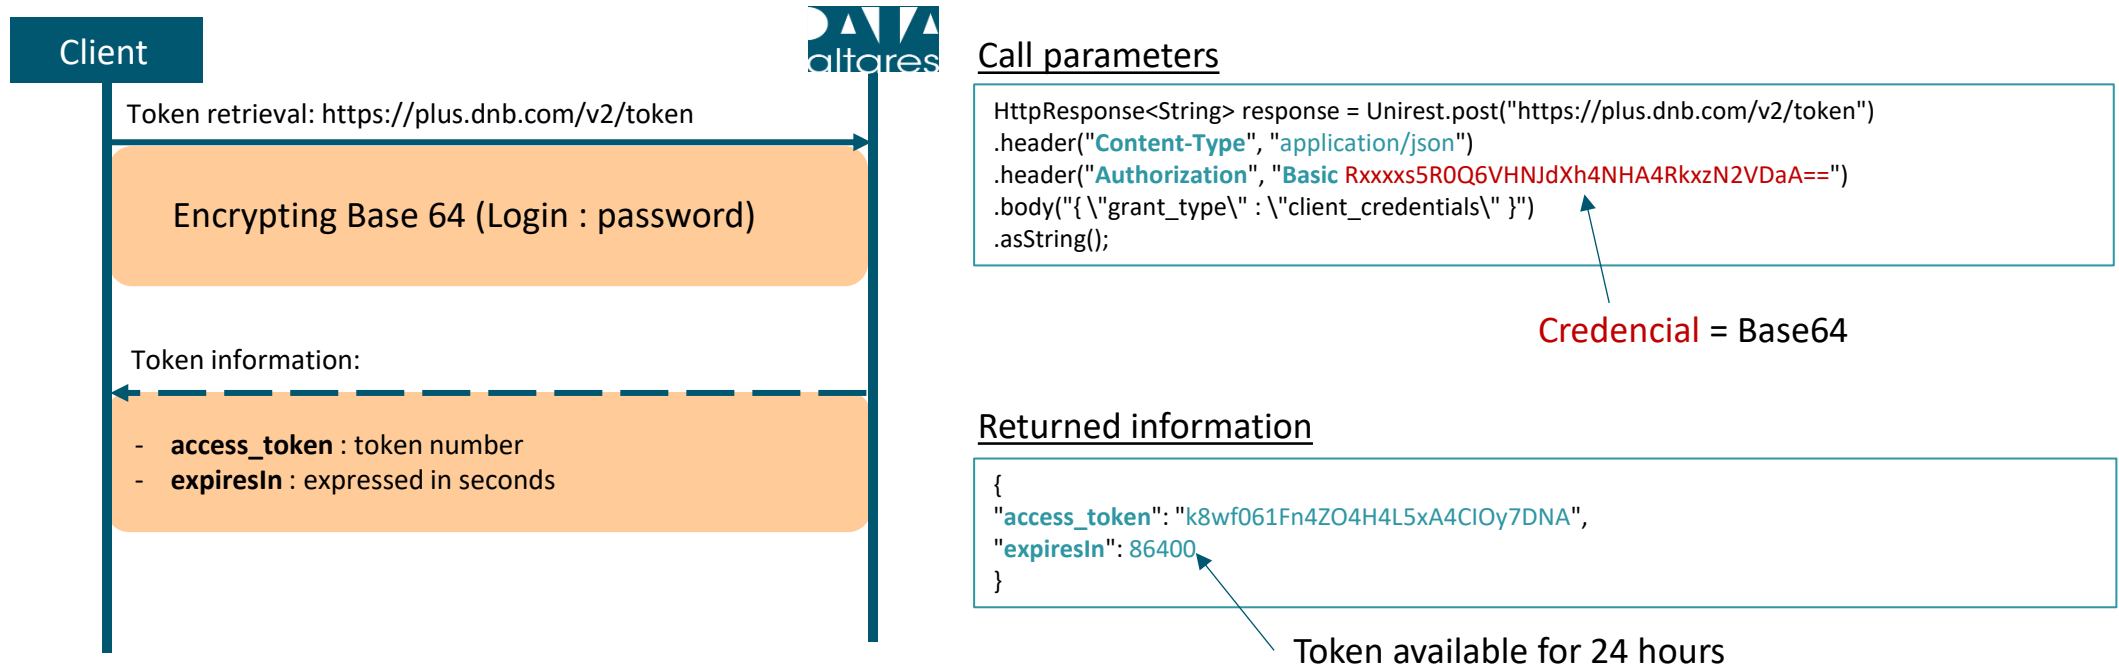 Client
DATA
altares
Token retrieval: https://plus.dnb.com/v2/token
Encrypting Base 64 (Login : password)
Token information:
- access_token : token number
- expiresIn : expressed in seconds
Call parameters
HttpResponse<String> response = Unirest.post("https://plus.dnb.com/v2/token")
.header("Content-Type", "application/json")
.header("Authorization", "Basic Rxxxxs5R0Q6VHNJdXh4NHA4RkxzN2VDaA==")
.body("{ \"grant_type\" : \"client_credentials\" }")
.asString();
Credencial = Base64
Returned information
{
"access_token": "k8wf061Fn4ZO4H4L5xA4CIOy7DNA",
"expiresIn": 86400
}
Token available for 24 hours